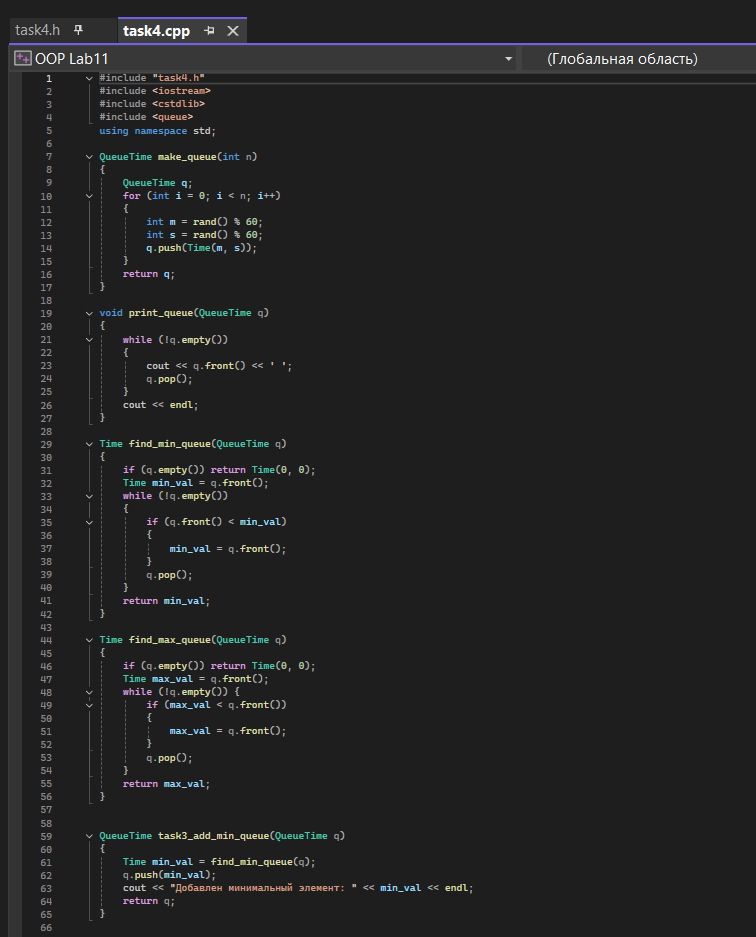 task4.h
task4.cpp
OOP Lab11
(Глобальная область)
1 #include "task4.h"
2 #include <iostream>
3 #include <cstdlib>
4 #include <queue>
5 using namespace std;
6
7 QueueTime make_queue(int n)
8 {
9 QueueTime q;
10 for (int i = 0; i < n; i++)
11 {
12 int m = rand() % 60;
13 int s = rand() % 60;
14 q.push(Time(m, s));
15 }
16 return q;
17 }
18
19 void print_queue(QueueTime q)
20 {
21 while (!q.empty())
22 {
23 cout << q.front() << ' ';
24 q.pop();
25 }
26 cout << endl;
27 }
28
29 Time find_min_queue(QueueTime q)
30 {
31 if (q.empty()) return Time(0, 0);
32 Time min_val = q.front();
33 while (!q.empty())
34 {
35 if (q.front() < min_val)
36 {
37 min_val = q.front();
38 }
39 q.pop();
40 }
41 return min_val;
42 }
43
44 Time find_max_queue(QueueTime q)
45 {
46 if (q.empty()) return Time(0, 0);
47 Time max_val = q.front();
48 while (!q.empty()) {
49 if (max_val < q.front())
50 {
51 max_val = q.front();
52 }
53 q.pop();
54 }
55 return max_val;
56 }
57
58
59 QueueTime task3_add_min_queue(QueueTime q)
60 {
61 Time min_val = find_min_queue(q);
62 q.push(min_val);
63 cout << "Добавлен минимальный элемент: " << min_val << endl;
64 return q;
65 }
66